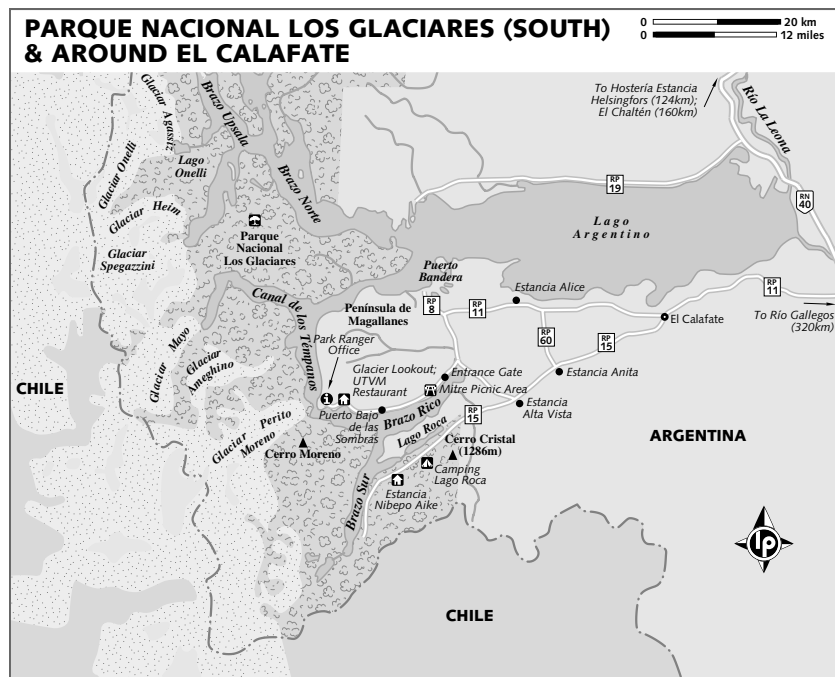 PARQUE NACIONAL LOS GLACIARES (SOUTH)
& AROUND EL CALAFATE
0 20 km
0 12 miles
To Hostería Estancia
Helsingfors (124km);
El Chaltén (160km)
Río La Leona
Glaciar Agassiz
Brazo Upsala
Glaciar Onelli
Lago
Onelli
Brazo Norte
RP
19
RN
40
Glaciar Heim
Lago
Argentino
Parque
Nacional
Los Glaciares
Glaciar
Spegazzini
Puerto
Bandera
RP
11
Estancia Alice
Canal de los Témpanos
Península de
Magallanes
RP
8
RP
11
El Calafate
To Río Gallegos
(320km)
Park Ranger
Office
RP
60
RP
15
Glaciar Mayo
Glaciar
Ameghino
Glacier Lookout;
UTVM
Restaurant
Entrance Gate
Estancia Anita
CHILE
Mitre Picnic Area
i
Puerto Bajo
de las
Sombras
Brazo Rico
RP
15
Estancia
Alta Vista
Glaciar Perito
Moreno
Lago Roca
Cerro Moreno
Cerro Cristal
(1286m)
ARGENTINA
Camping
Lago Roca
Brazo Sur
Estancia
Nibepo Aike
lp
CHILE